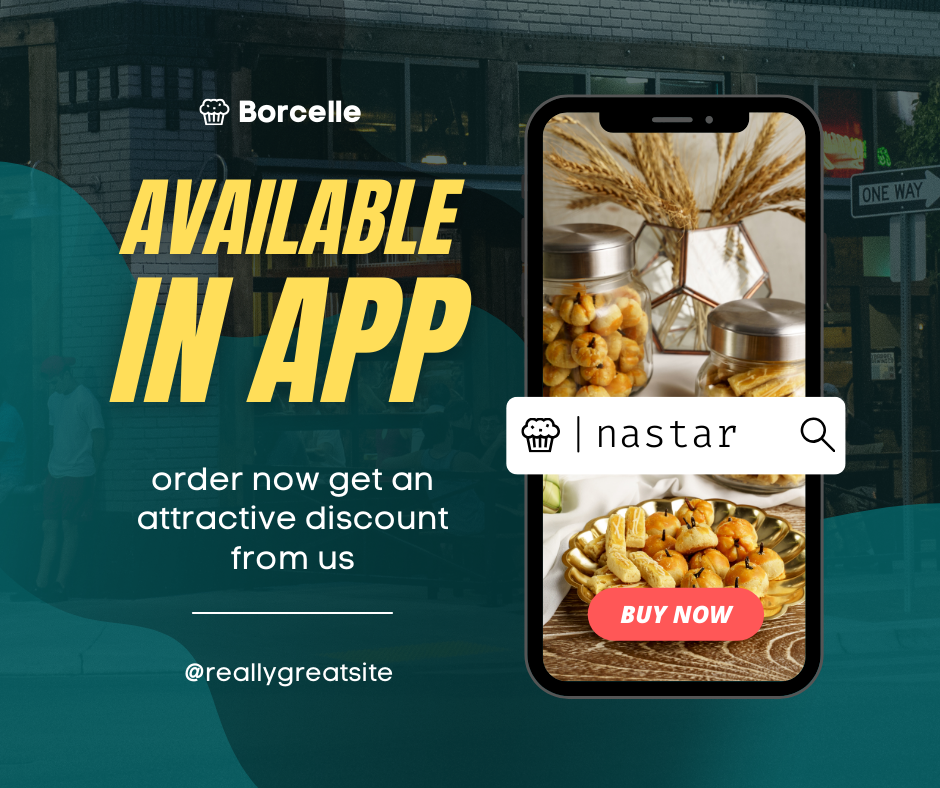 Borcelle
AVAILABLE
IN APP
order now get an
attractive discount
from us
@reallygreatsite
nastar
BUY NOW
ONE WAY